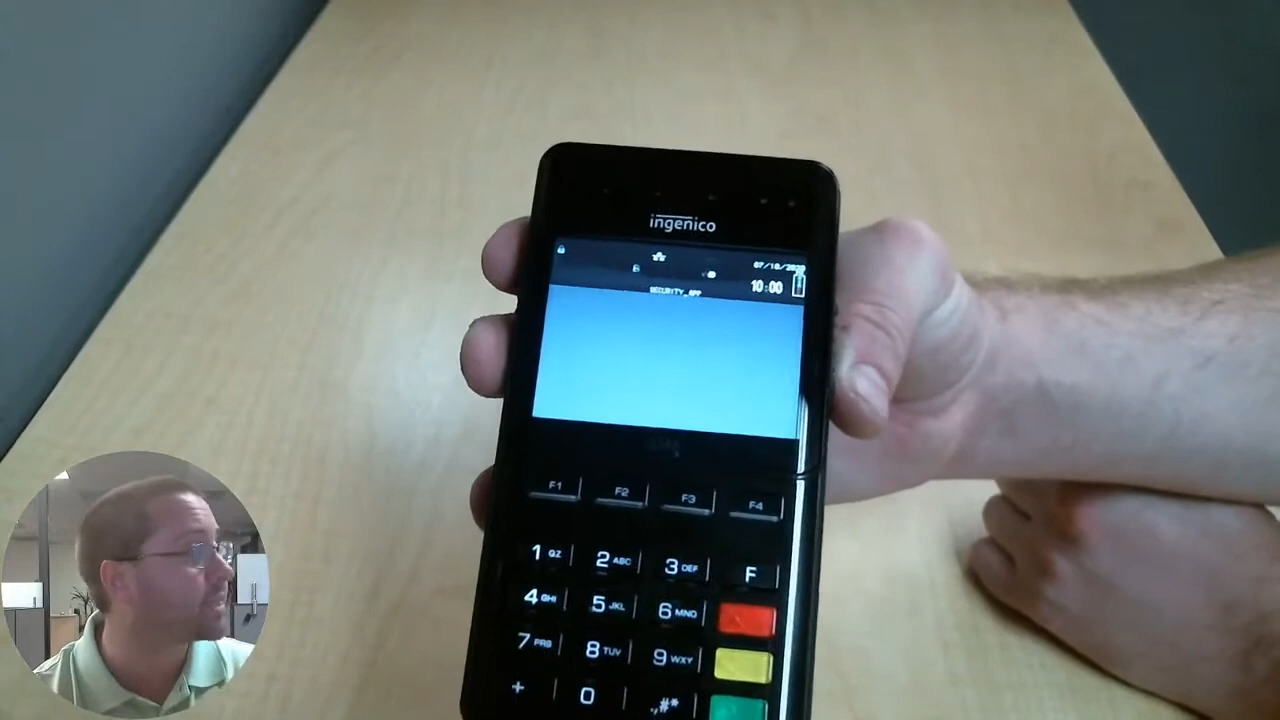 ingenico
10:00
SECURITY_APP
F1 F2 F3 F4
1 QZ 2 ABC 3 DEF F
4 GHI 5 JKL 6 MNO
7 PRS 8 TUV 9 WXY
+ 0 .,#*